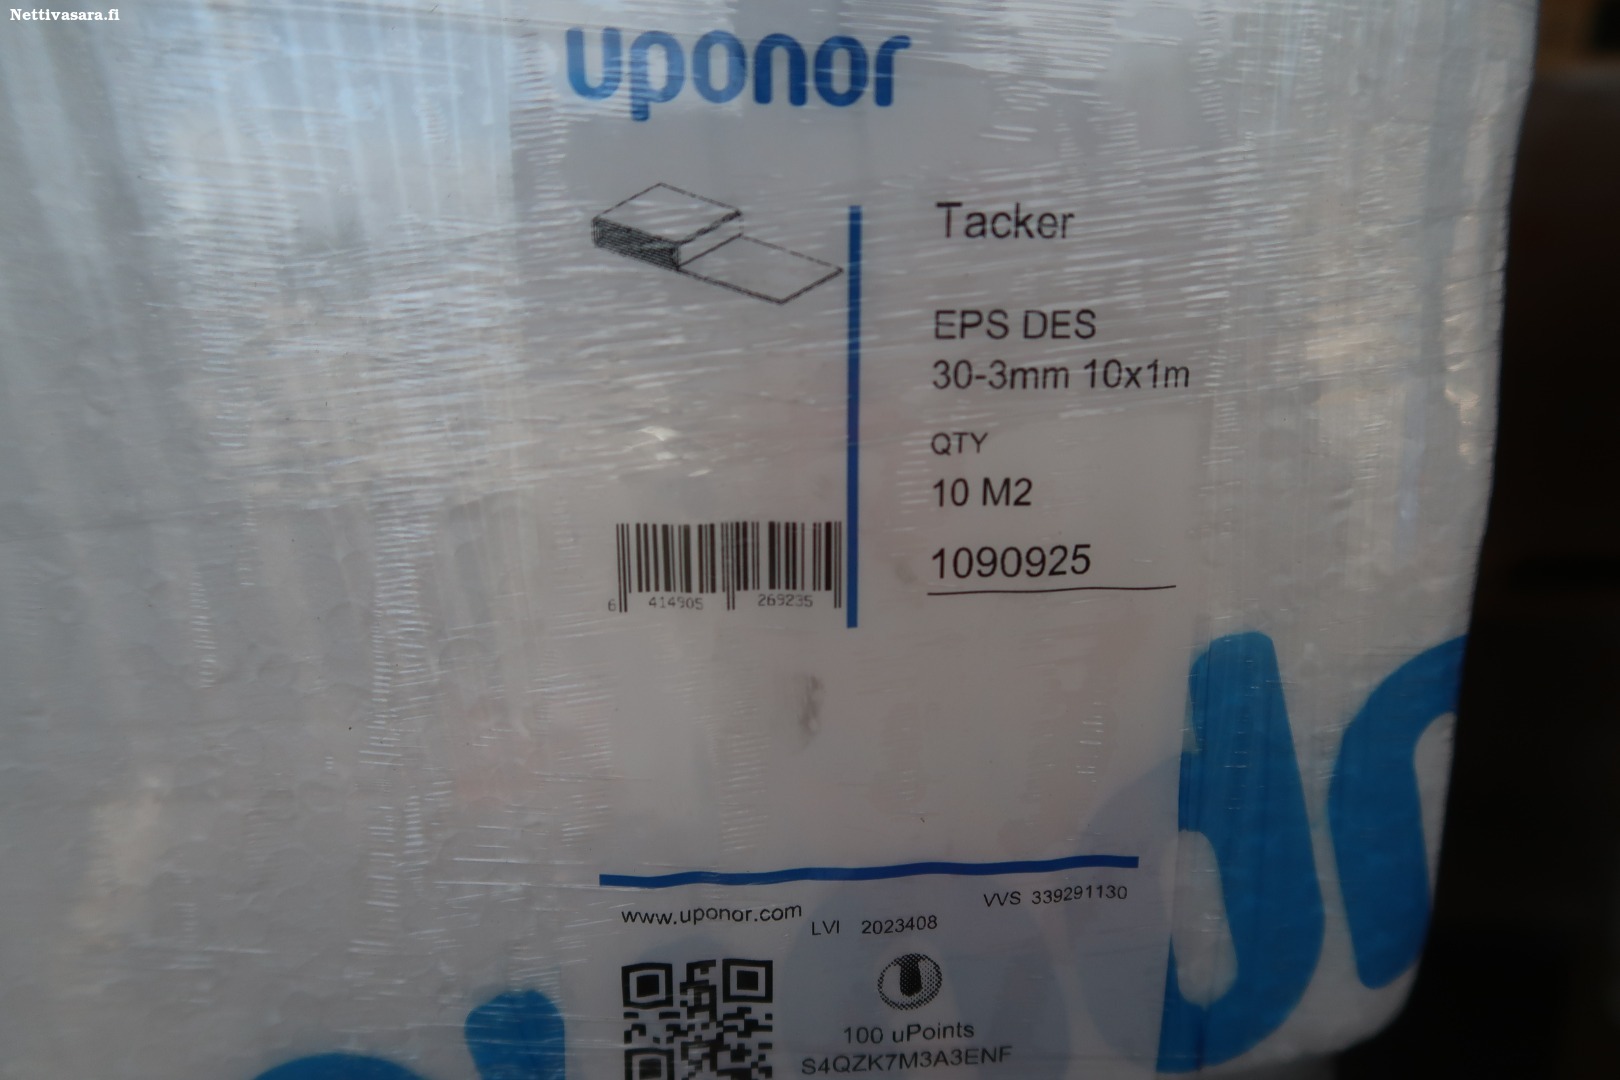 Nettivasara.fi
uponor
Tacker
EPS DES
30-3mm 10x1m
QTY
10 M2
1090925
6 414905 269235
www.uponor.com
LVI 2023408
VVS 339291130
100 uPoints
S4QZK7M3A3ENF